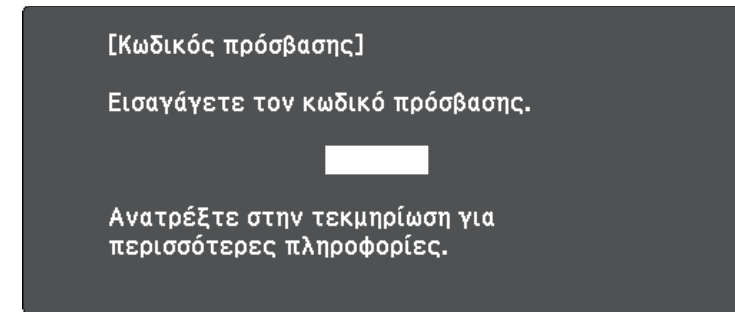 [Κωδικός πρόσβασης]
Εισαγάγετε τον κωδικό πρόσβασης.
Ανατρέξτε στην τεκμηρίωση για
περισσότερες πληροφορίες.